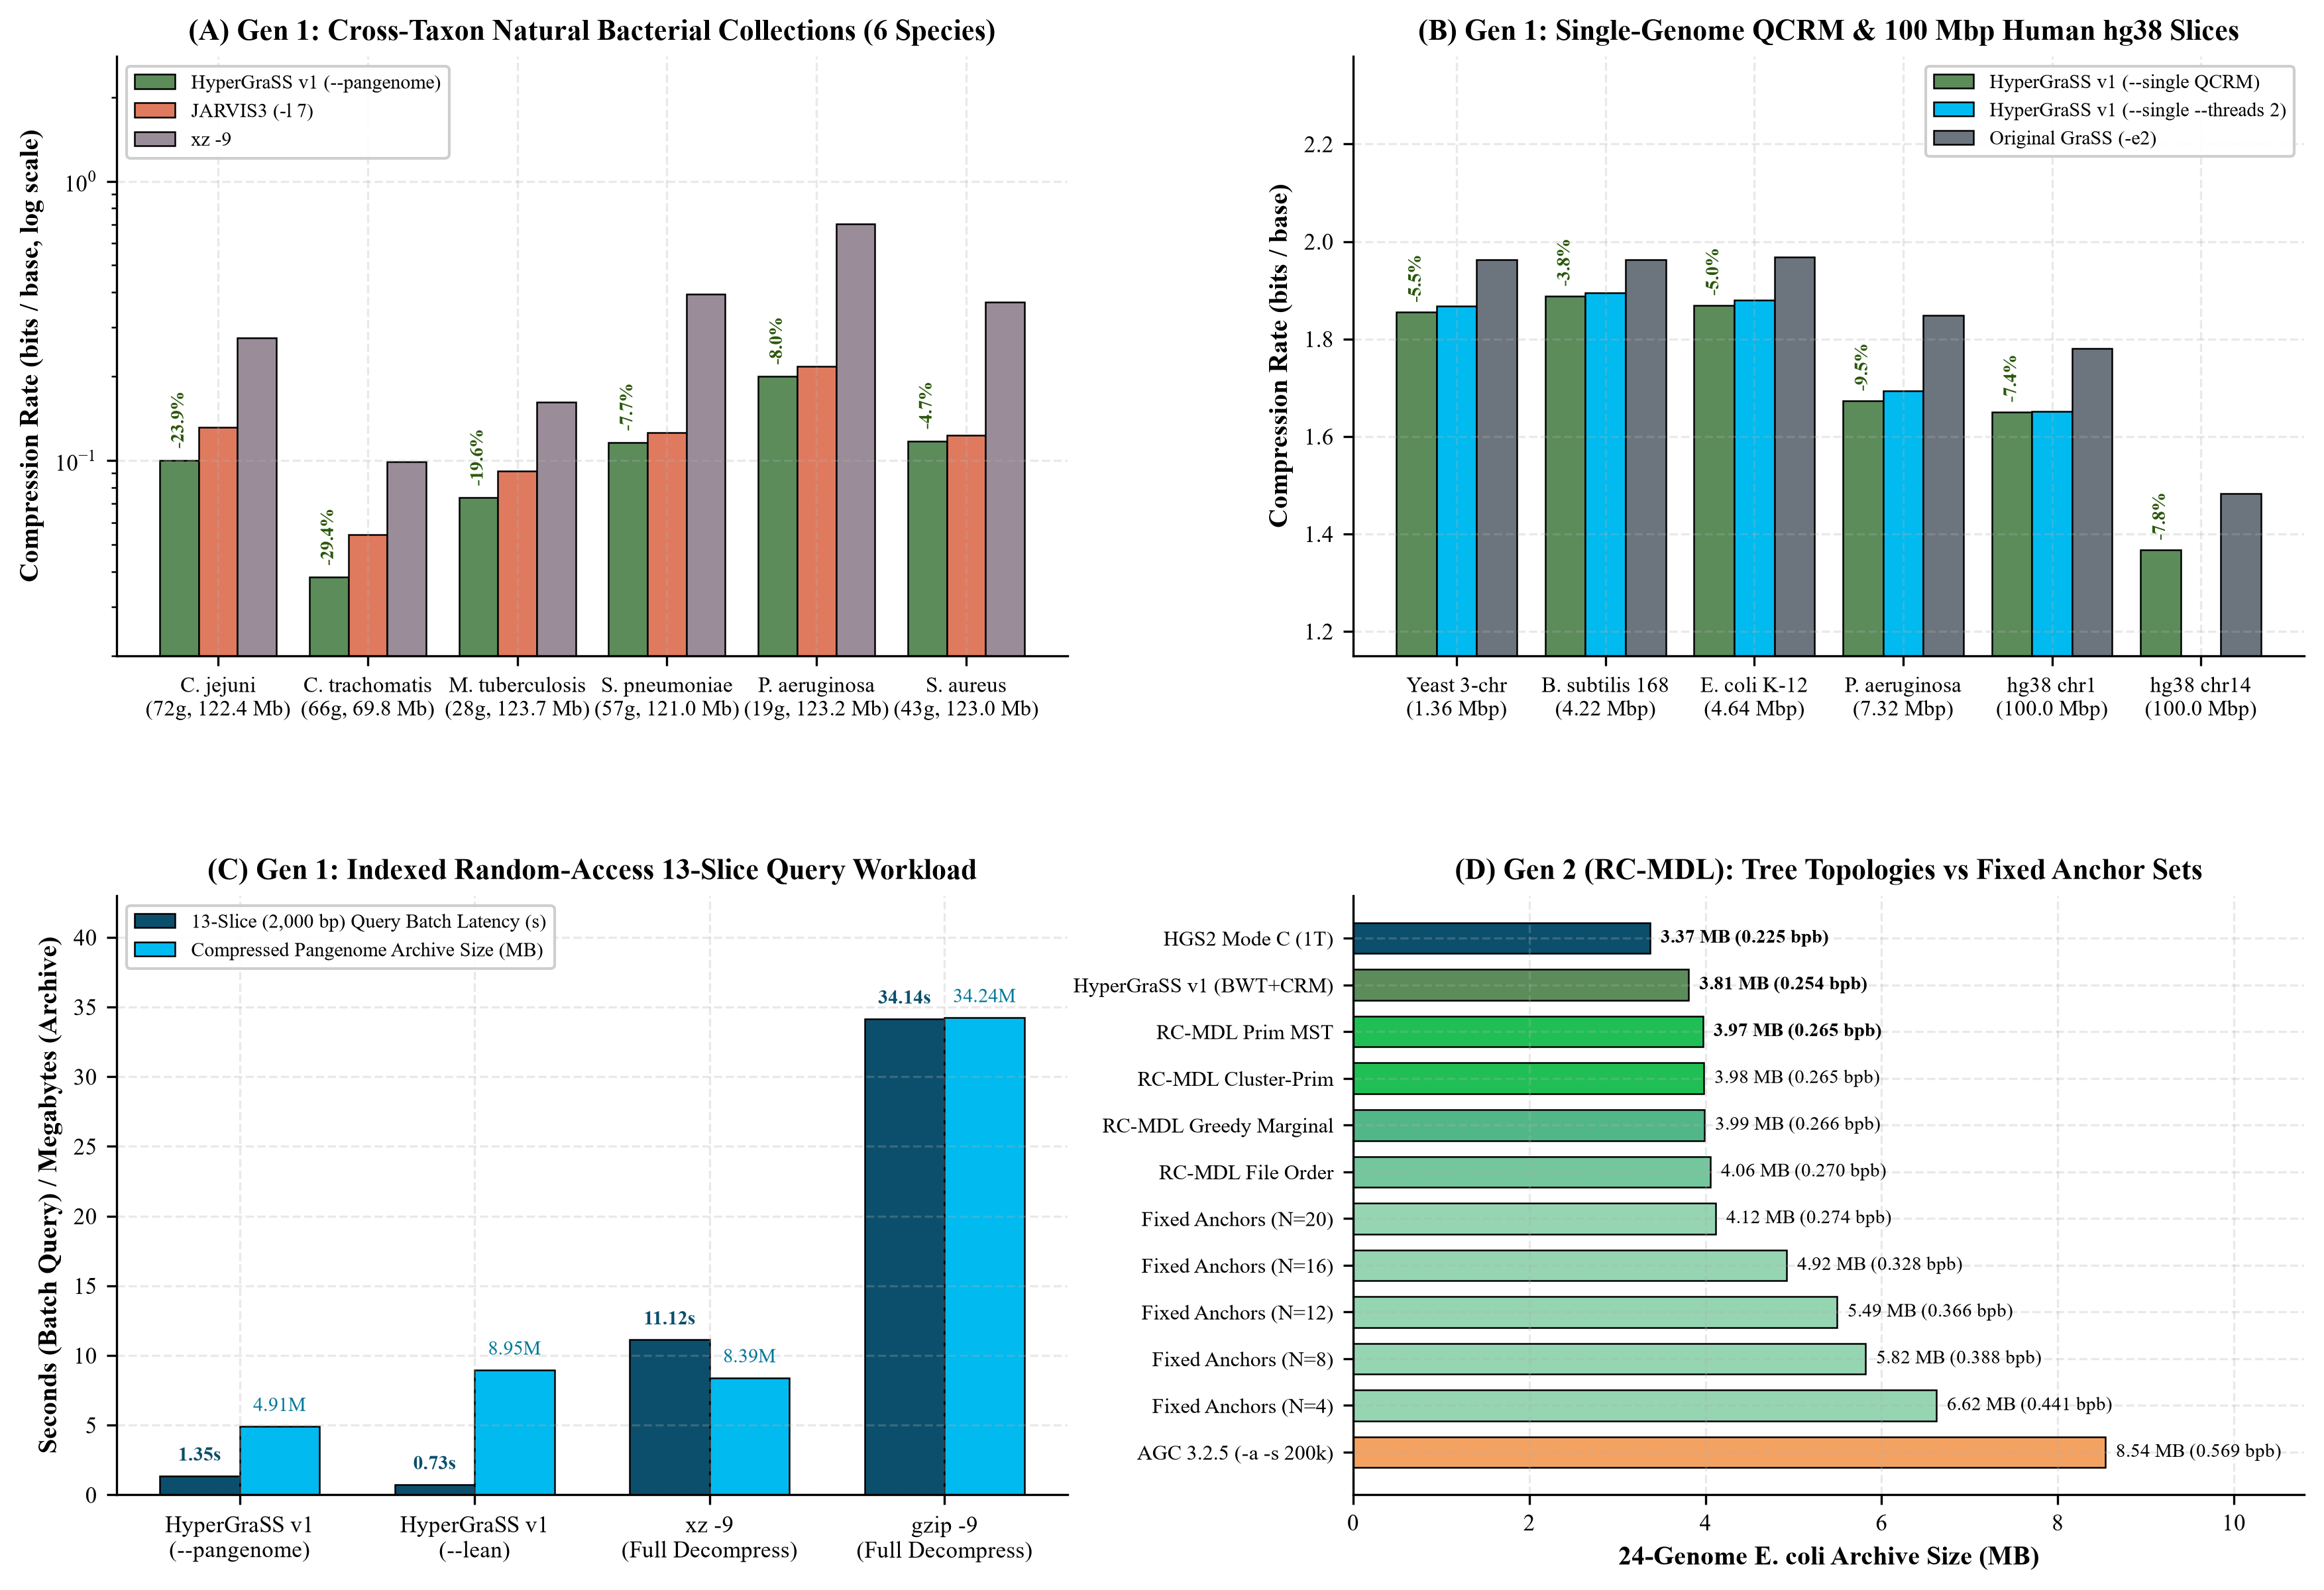 (A) Gen 1: Cross-Taxon Natural Bacterial Collections (6 Species)
HyperGraSS v1 (--pangenome)
JARVIS3 (-l 7)
xz -9
Compression Rate (bits / base, log scale)
10⁰
10⁻¹
-23.9%
-29.4%
-19.6%
-7.7%
-8.0%
-4.7%
C. jejuni
(72g, 122.4 Mb)
C. trachomatis
(66g, 69.8 Mb)
M. tuberculosis
(28g, 123.7 Mb)
S. pneumoniae
(57g, 121.0 Mb)
P. aeruginosa
(19g, 123.2 Mb)
S. aureus
(43g, 123.0 Mb)
(B) Gen 1: Single-Genome QCRM & 100 Mbp Human hg38 Slices
HyperGraSS v1 (--single QCRM)
HyperGraSS v1 (--single --threads 2)
Original GraSS (-e2)
Compression Rate (bits / base)
2.2
2.0
1.8
1.6
1.4
1.2
-5.5%
-3.8%
-5.0%
-9.5%
-7.4%
-7.8%
Yeast 3-chr
(1.36 Mbp)
B. subtilis 168
(4.22 Mbp)
E. coli K-12
(4.64 Mbp)
P. aeruginosa
(7.32 Mbp)
hg38 chr1
(100.0 Mbp)
hg38 chr14
(100.0 Mbp)
(C) Gen 1: Indexed Random-Access 13-Slice Query Workload
13-Slice (2,000 bp) Query Batch Latency (s)
Compressed Pangenome Archive Size (MB)
Seconds (Batch Query) / Megabytes (Archive)
40
35
30
25
20
15
10
5
0
1.35s
4.91M
0.73s
8.95M
11.12s
8.39M
34.14s
34.24M
HyperGraSS v1
(--pangenome)
HyperGraSS v1
(--lean)
xz -9
(Full Decompress)
gzip -9
(Full Decompress)
(D) Gen 2 (RC-MDL): Tree Topologies vs Fixed Anchor Sets
HGS2 Mode C (1T)
3.37 MB (0.225 bpb)
HyperGraSS v1 (BWT+CRM)
3.81 MB (0.254 bpb)
RC-MDL Prim MST
3.97 MB (0.265 bpb)
RC-MDL Cluster-Prim
3.98 MB (0.265 bpb)
RC-MDL Greedy Marginal
3.99 MB (0.266 bpb)
RC-MDL File Order
4.06 MB (0.270 bpb)
Fixed Anchors (N=20)
4.12 MB (0.274 bpb)
Fixed Anchors (N=16)
4.92 MB (0.328 bpb)
Fixed Anchors (N=12)
5.49 MB (0.366 bpb)
Fixed Anchors (N=8)
5.82 MB (0.388 bpb)
Fixed Anchors (N=4)
6.62 MB (0.441 bpb)
AGC 3.2.5 (-a -s 200k)
8.54 MB (0.569 bpb)
0
2
4
6
8
10
24-Genome E. coli Archive Size (MB)